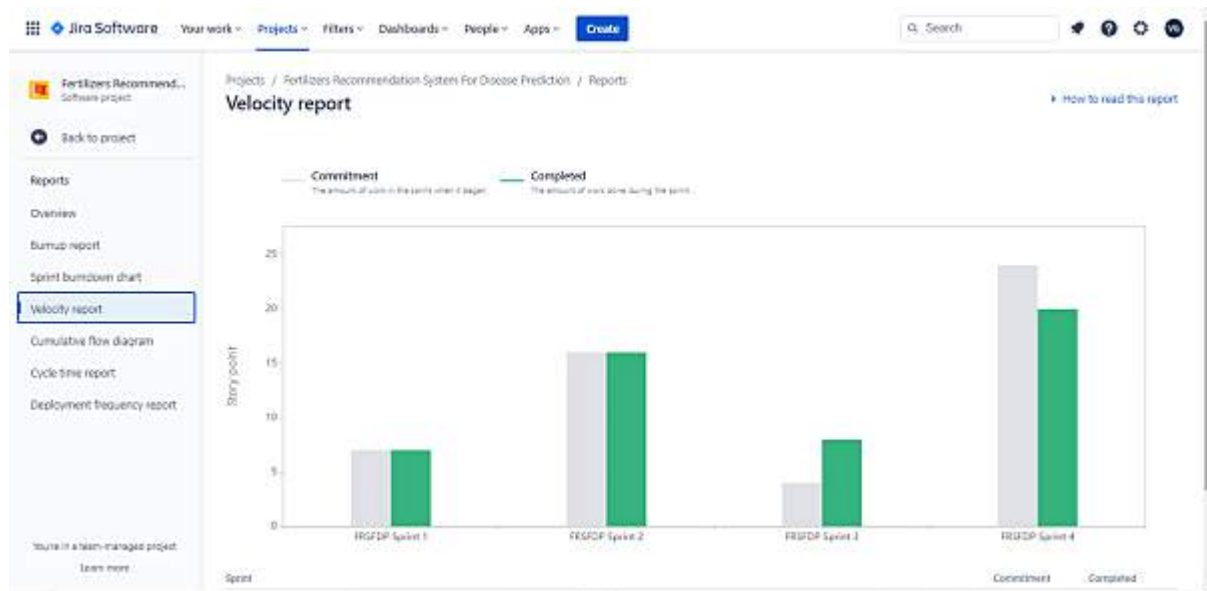 Jira Software Your work Projects Filters Dashboards People Apps Create Search VG
Fertilizers Recommend...
Software project
Back to project
Reports
Overview
Burnup report
Sprint burndown chart
Velocity report
Cumulative flow diagram
Cycle time report
Deployment frequency report
You're in a team-managed project
Learn more
Projects / Fertilizers Recommendation System For Disease Prediction / Reports
Velocity report
How to read this report
Commitment
The amount of work in the sprint when it began.
Completed
The amount of work done during the sprint.
Story point
25
20
15
10
5
0
FRSFDP Sprint 1 FRSFDP Sprint 2 FRSFDP Sprint 3 FRSFDP Sprint 4
Sprint Commitment Completed